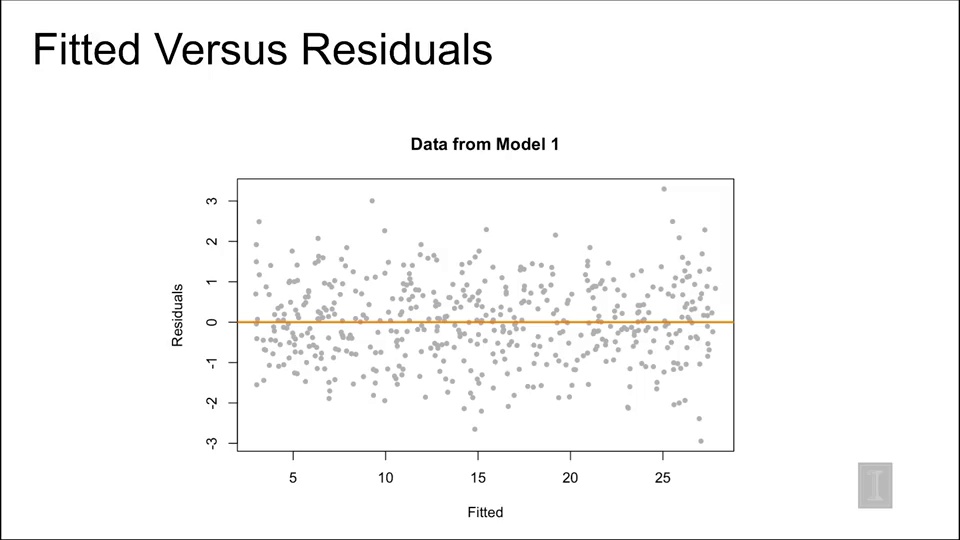 Fitted Versus Residuals
Data from Model 1
Residuals
3
2
1
0
-1
-2
-3
5 10 15 20 25
Fitted
I